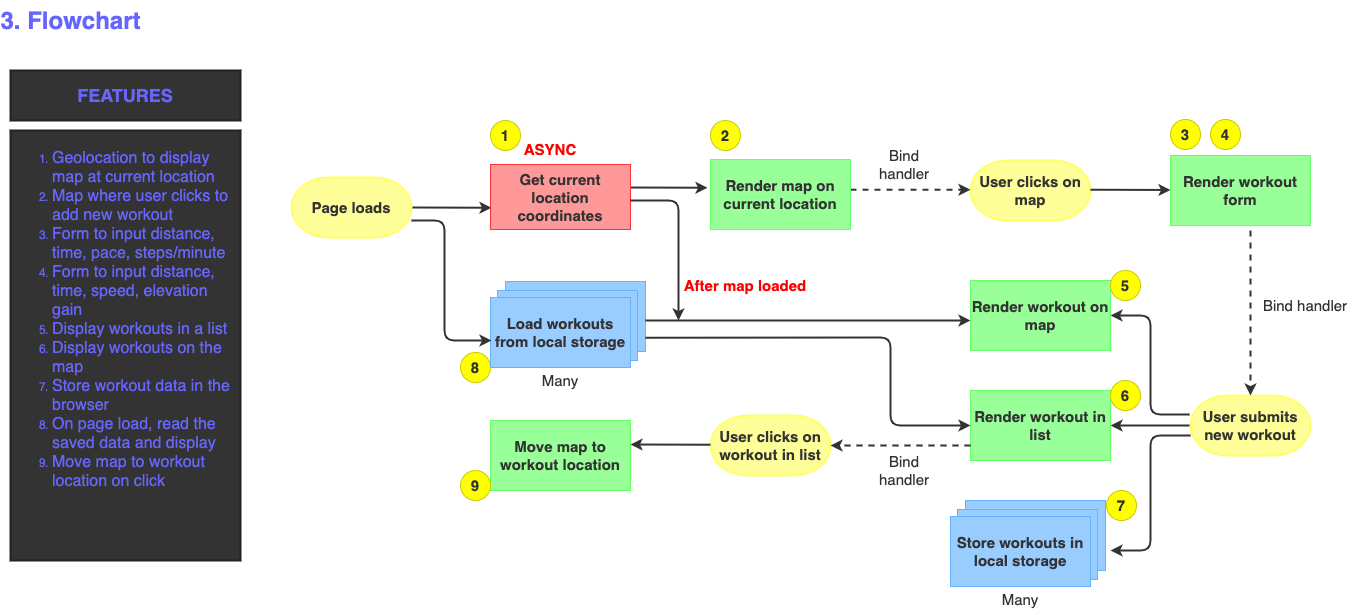 3. Flowchart
FEATURES
1. Geolocation to display
map at current location
2. Map where user clicks to
add new workout
3. Form to input distance,
time, pace, steps/minute
4. Form to input distance,
time, speed, elevation
gain
5. Display workouts in a list
6. Display workouts on the
map
7. Store workout data in the
browser
8. On page load, read the
saved data and display
9. Move map to workout
location on click
Page loads
1
ASYNC
Get current
location
coordinates
2
Render map on
current location
Bind
handler
User clicks on
map
3
4
Render workout
form
Bind handler
After map loaded
Load workouts
from local storage
8
Many
5
Render workout on
map
6
Render workout in
list
User submits
new workout
Bind
handler
User clicks on
workout in list
Move map to
workout location
9
7
Store workouts in
local storage
Many